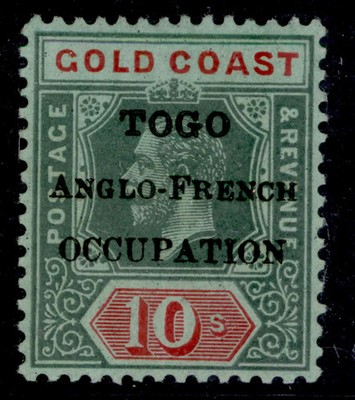 GOLD COAST
POSTAGE
& REVENUE
TOGO
ANGLO-FRENCH
OCCUPATION
10s